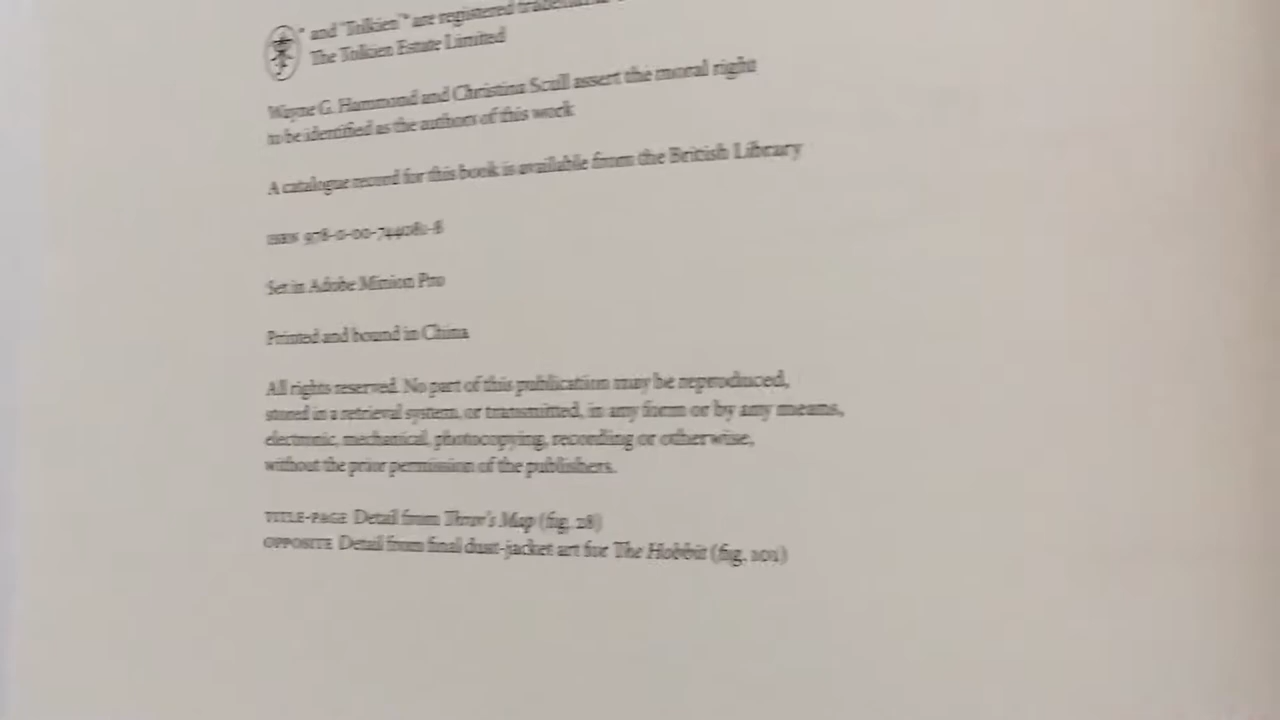 " and 'Tolkien'® are registered
The Tolkien Estate Limited
Wayne G. Hammond and Christina Scull assert the moral right
to be identified as the authors of this work
A catalogue record for this book is available from the British Library
ISBN 978-0-00-744081-8
Set in Adobe Minion Pro
Printed and bound in China
All rights reserved. No part of this publication may be reproduced,
stored in a retrieval system, or transmitted, in any form or by any means,
electronic, mechanical, photocopying, recording or otherwise,
without the prior permission of the publishers.
TITLE-PAGE Detail from Thror's Map (fig. 28)
OPPOSITE Detail from final dust-jacket art for The Hobbit (fig. 101)